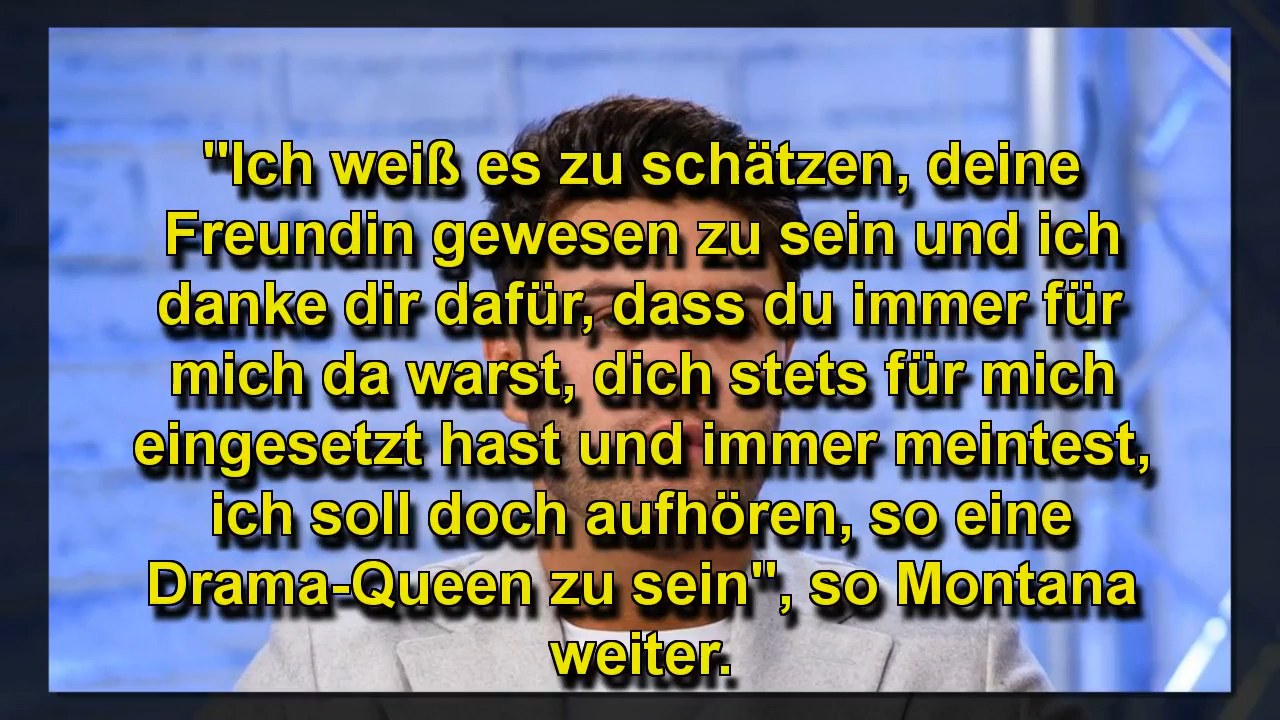 "Ich weiß es zu schätzen, deine
Freundin gewesen zu sein und ich
danke dir dafür, dass du immer für
mich da warst, dich stets für mich
eingesetzt hast und immer meintest,
ich soll doch aufhören, so eine
Drama-Queen zu sein", so Montana
weiter.